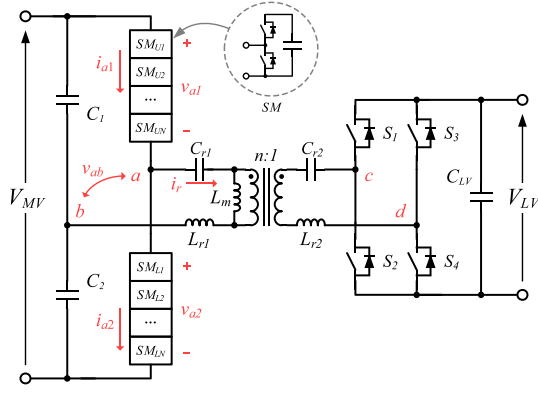 SM_U1
SM_U2
...
SM_UN
+
v_a1
–
i_a1
C_1
SM
C_r1
n:1
C_r2
S_1
S_3
C_LV
v_ab
a
i_r
L_m
c
V_MV
b
d
V_LV
L_r1
L_r2
S_2
S_4
C_2
SM_L1
SM_L2
...
SM_LN
+
v_a2
–
i_a2